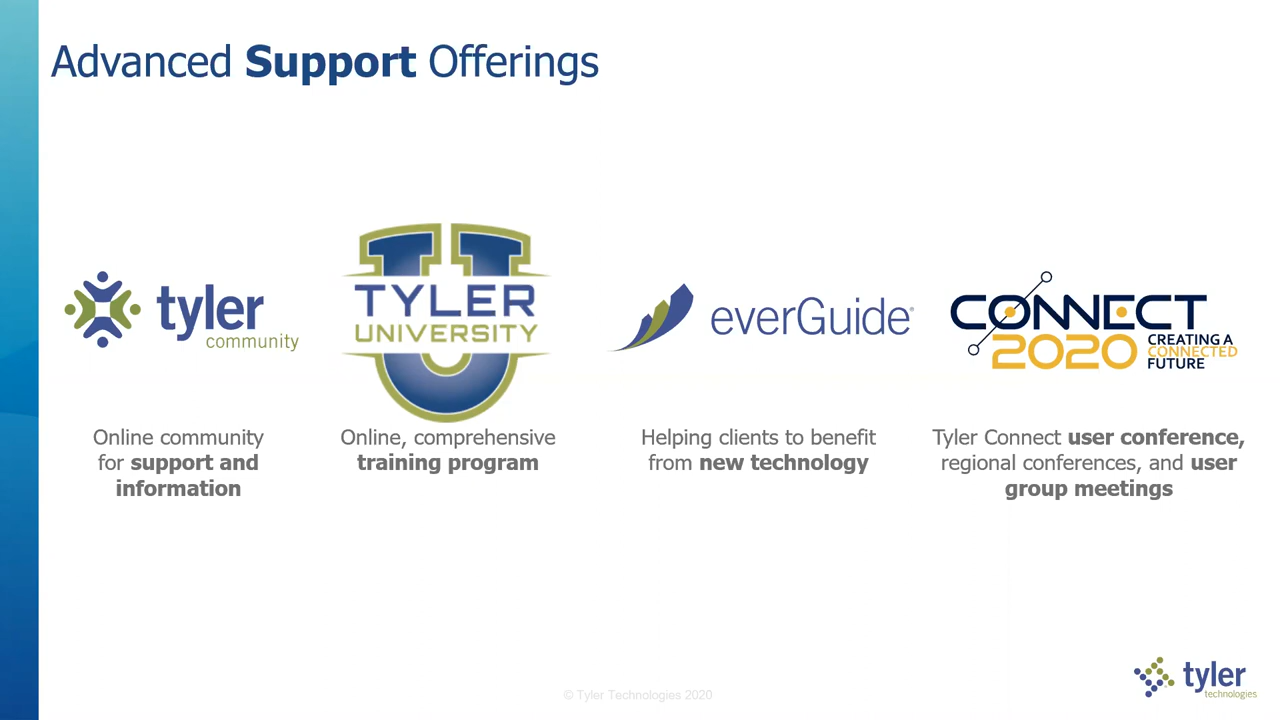 Advanced Support Offerings
tyler
community
TYLER
UNIVERSITY
everGuide®
CONNECT
2020
CREATING A
CONNECTED
FUTURE
Online community
for support and
information
Online, comprehensive
training program
Helping clients to benefit
from new technology
Tyler Connect user conference,
regional conferences, and user
group meetings
© Tyler Technologies 2020
tyler
technologies